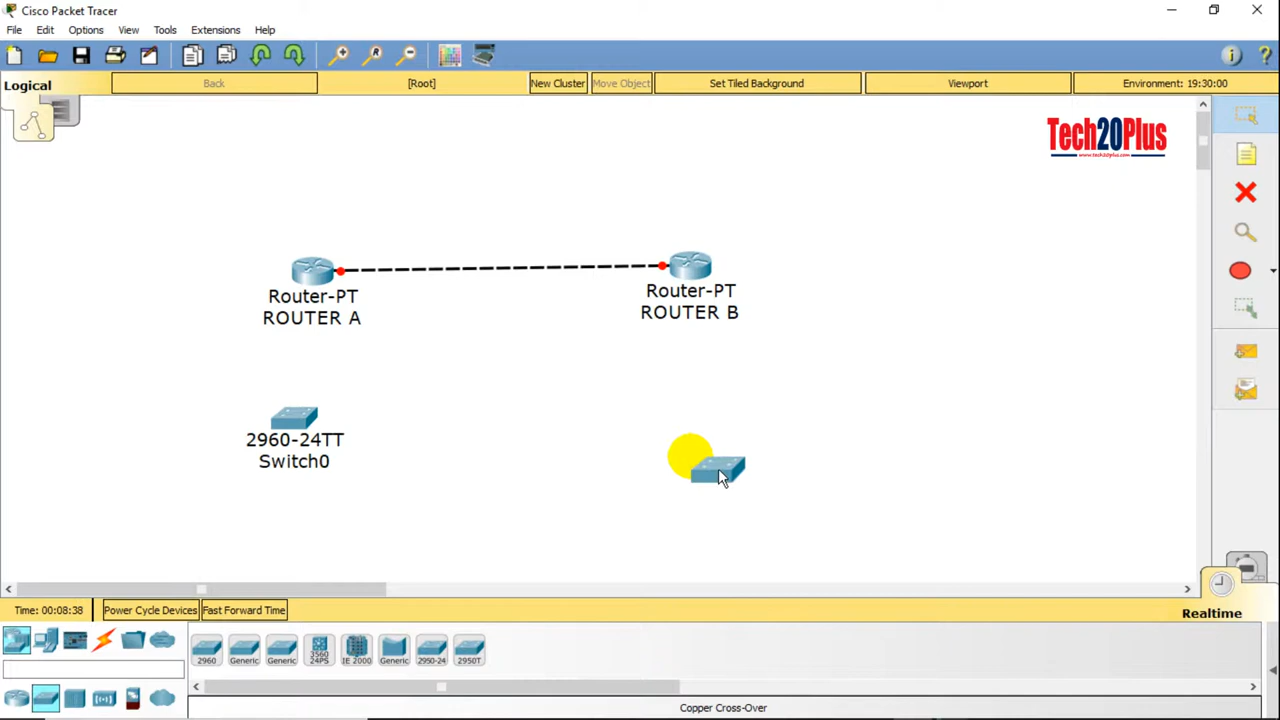 Cisco Packet Tracer
File Edit Options View Tools Extensions Help
Logical Back [Root] New Cluster Move Object Set Tiled Background Viewport Environment: 19:30:00
Tech20Plus
www.tech20plus.com
Router-PT
ROUTER A
Router-PT
ROUTER B
2960-24TT
Switch0
Time: 00:08:38 Power Cycle Devices Fast Forward Time
Realtime
2960 Generic Generic 3560 24PS IE 2000 Generic 2950-24 2950T
Copper Cross-Over